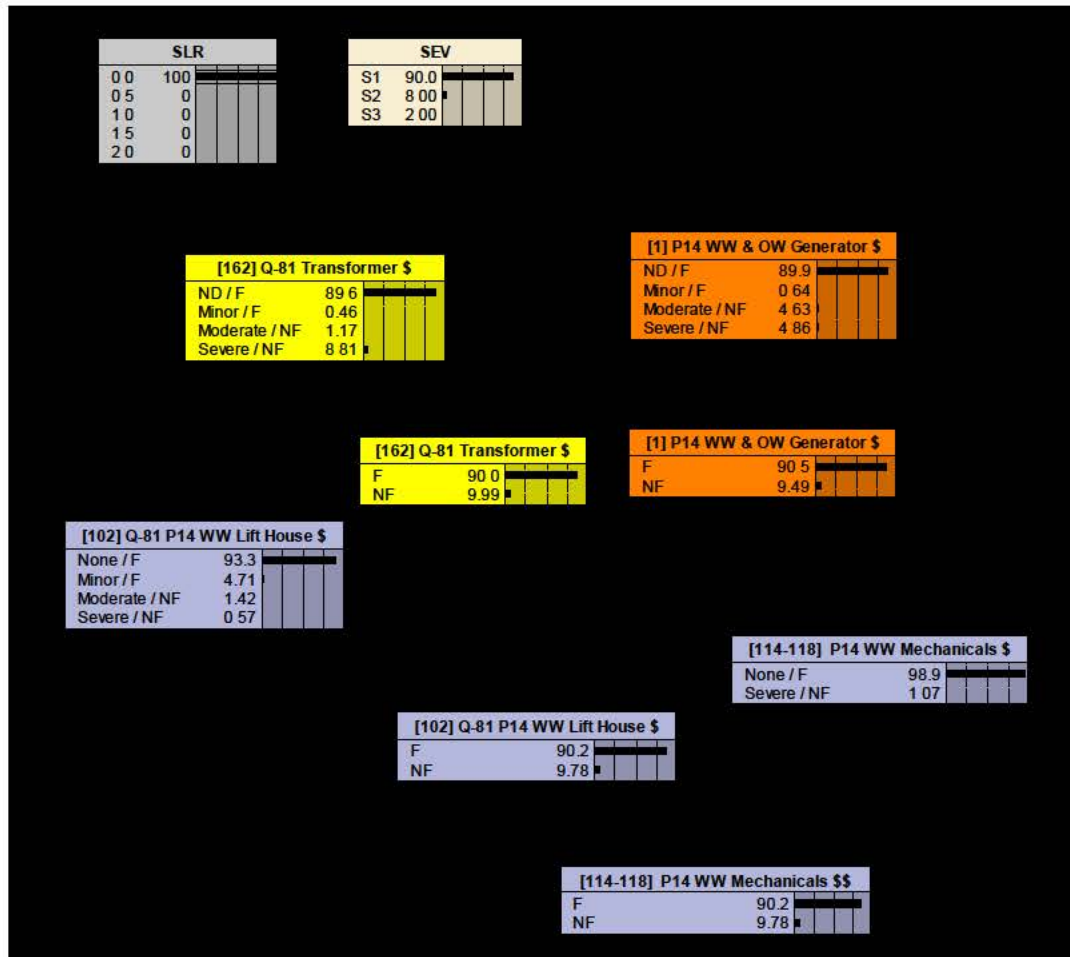 SLR
0 0 100
0 5 0
1 0 0
1 5 0
2 0 0
SEV
S1 90.0
S2 8 00
S3 2 00
[162] Q-81 Transformer $
ND / F 89 6
Minor / F 0.46
Moderate / NF 1.17
Severe / NF 8 81
[1] P14 WW & OW Generator $
ND / F 89.9
Minor / F 0 64
Moderate / NF 4 63
Severe / NF 4 86
[162] Q-81 Transformer $
F 90 0
NF 9.99
[1] P14 WW & OW Generator $
F 90 5
NF 9.49
[102] Q-81 P14 WW Lift House $
None / F 93.3
Minor / F 4.71
Moderate / NF 1.42
Severe / NF 0 57
[114-118] P14 WW Mechanicals $
None / F 98.9
Severe / NF 1 07
[102] Q-81 P14 WW Lift House $
F 90.2
NF 9.78
[114-118] P14 WW Mechanicals $$
F 90.2
NF 9.78